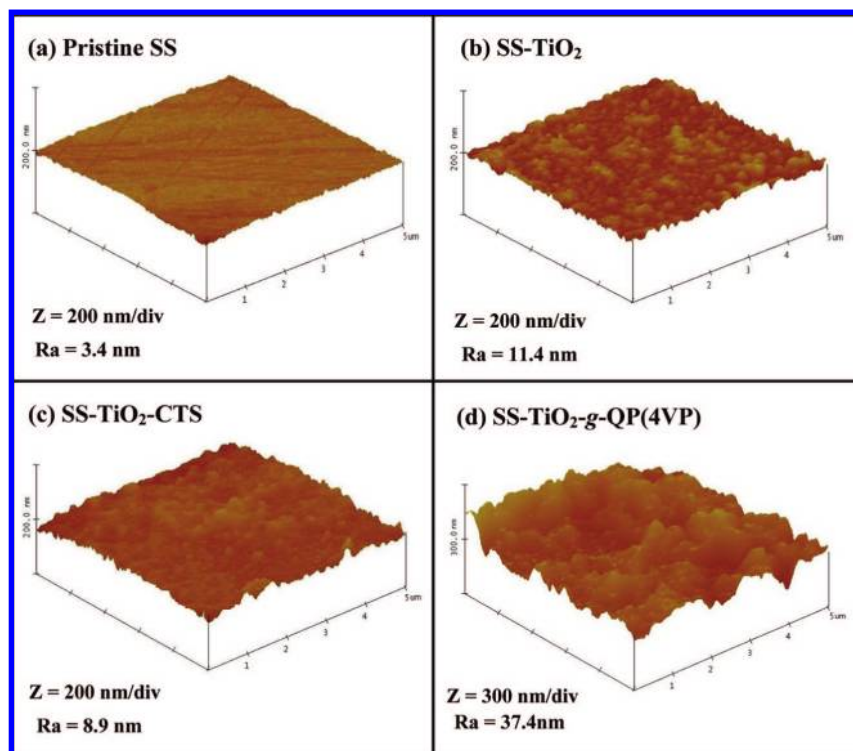 (a) Pristine SS
200.0 nm
1
2
3
4
5um
Z = 200 nm/div
Ra = 3.4 nm
(b) SS-TiO₂
200.0 nm
1
2
3
4
5um
Z = 200 nm/div
Ra = 11.4 nm
(c) SS-TiO₂-CTS
200.0 nm
1
2
3
4
5um
Z = 200 nm/div
Ra = 8.9 nm
(d) SS-TiO₂-g-QP(4VP)
300.0 nm
1
2
3
4
5um
Z = 300 nm/div
Ra = 37.4nm